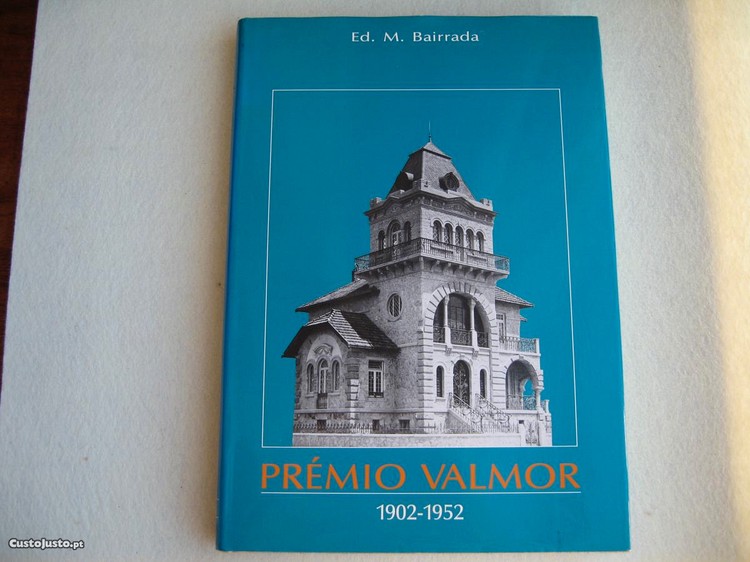 Ed. M. Bairrada
PRÉMIO VALMOR
1902-1952
CustoJusto.pt